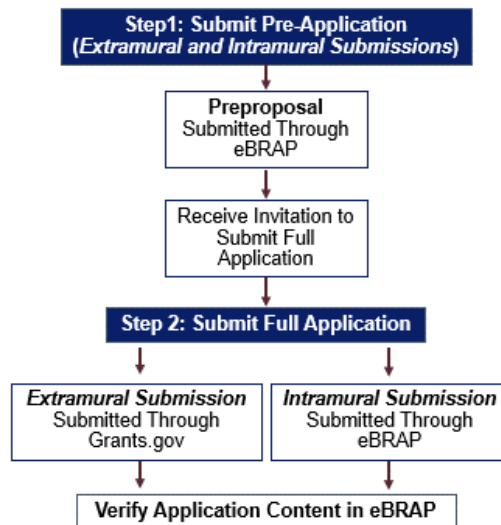 Step1: Submit Pre-Application
(Extramural and Intramural Submissions)
Preproposal
Submitted Through
eBRAP
Receive Invitation to
Submit Full
Application
Step 2: Submit Full Application
Extramural Submission
Submitted Through
Grants.gov
Intramural Submission
Submitted Through
eBRAP
Verify Application Content in eBRAP